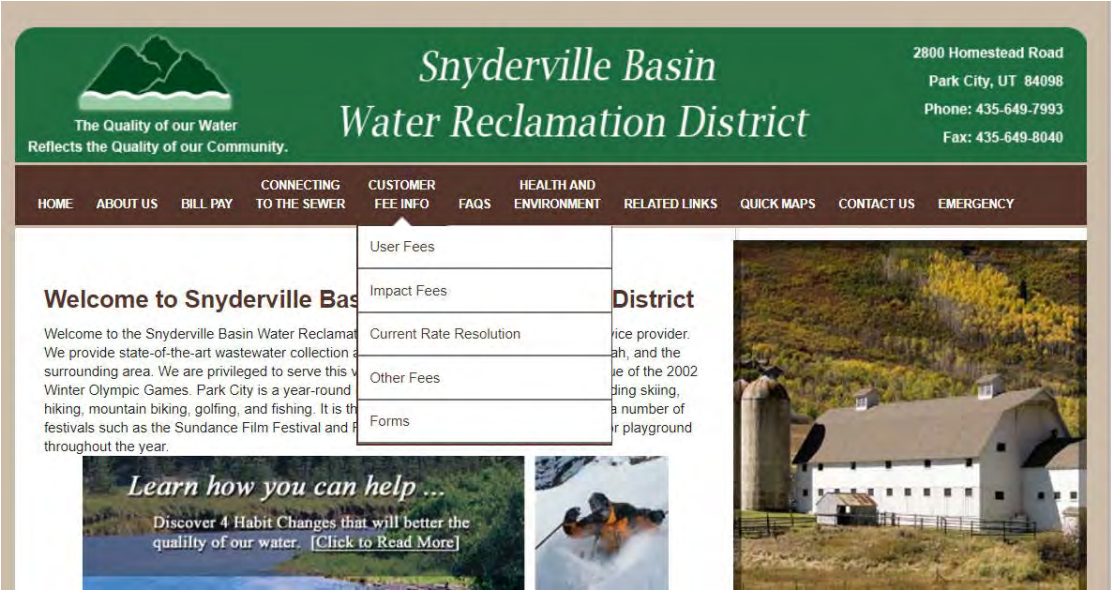 The Quality of our Water
Reflects the Quality of our Community.
Snyderville Basin
Water Reclamation District
2800 Homestead Road
Park City, UT 84098
Phone: 435-649-7993
Fax: 435-649-8040
HOME
ABOUT US
BILL PAY
CONNECTING
TO THE SEWER
CUSTOMER
FEE INFO
FAQS
HEALTH AND
ENVIRONMENT
RELATED LINKS
QUICK MAPS
CONTACT US
EMERGENCY
User Fees
Impact Fees
Current Rate Resolution
Other Fees
Forms
Welcome to Snyderville District
Welcome to the Snyderville Basin Water provider.
We provide state-of-the-art wastewater collection and the
surrounding area. We are privileged to serve this of the 2002
Winter Olympic Games. Park City is a year-round skiing,
hiking, mountain biking, golfing, and fishing. It is a number of
festivals such as the Sundance Film Festival and playground
throughout the year.
Learn how you can help ...
Discover 4 Habit Changes that will better the
qualilty of our water. [Click to Read More]